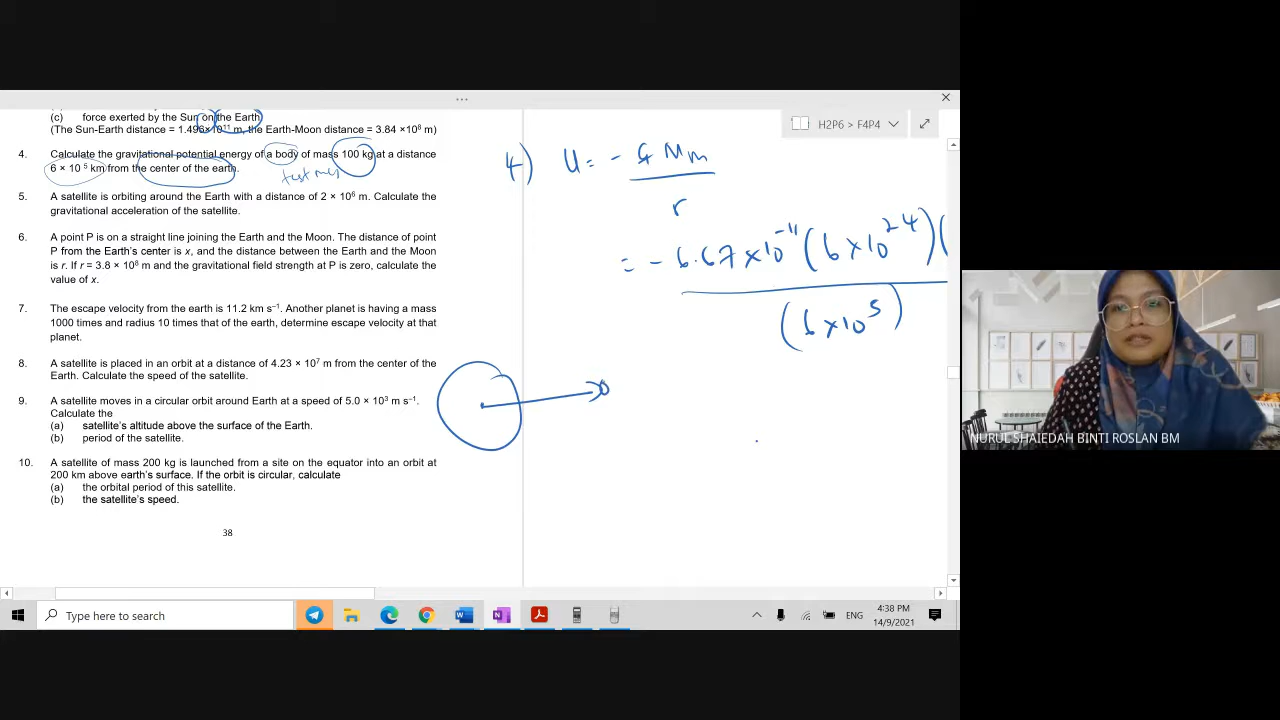 (c) force exerted by the Sun on the Earth
(The Sun-Earth distance = 1.496×10¹¹ m, the Earth-Moon distance = 3.84 ×10⁸ m)
4. Calculate the gravitational potential energy of a body of mass 100 kg at a distance
6 × 10⁵ km from the center of the earth.
test mass
5. A satellite is orbiting around the Earth with a distance of 2 × 10⁶ m. Calculate the
gravitational acceleration of the satellite.
6. A point P is on a straight line joining the Earth and the Moon. The distance of point
P from the Earth's center is x, and the distance between the Earth and the Moon
is r. If r = 3.8 × 10⁸ m and the gravitational field strength at P is zero, calculate the
value of x.
7. The escape velocity from the earth is 11.2 km s⁻¹. Another planet is having a mass
1000 times and radius 10 times that of the earth, determine escape velocity at that
planet.
8. A satellite is placed in an orbit at a distance of 4.23 × 10⁷ m from the center of the
Earth. Calculate the speed of the satellite.
9. A satellite moves in a circular orbit around Earth at a speed of 5.0 × 10³ m s⁻¹.
Calculate the
(a) satellite's altitude above the surface of the Earth.
(b) period of the satellite.
10. A satellite of mass 200 kg is launched from a site on the equator into an orbit at
200 km above earth's surface. If the orbit is circular, calculate
(a) the orbital period of this satellite.
(b) the satellite's speed.
38
H2P6 > F4P4
4) U = - G M m
r
= - 6.67 × 10⁻¹¹ (6 × 10²⁴) (
(6 × 10⁵)
NURUL SHAIEDAH BINTI ROSLAN BM
Type here to search
ENG
4:38 PM
14/9/2021